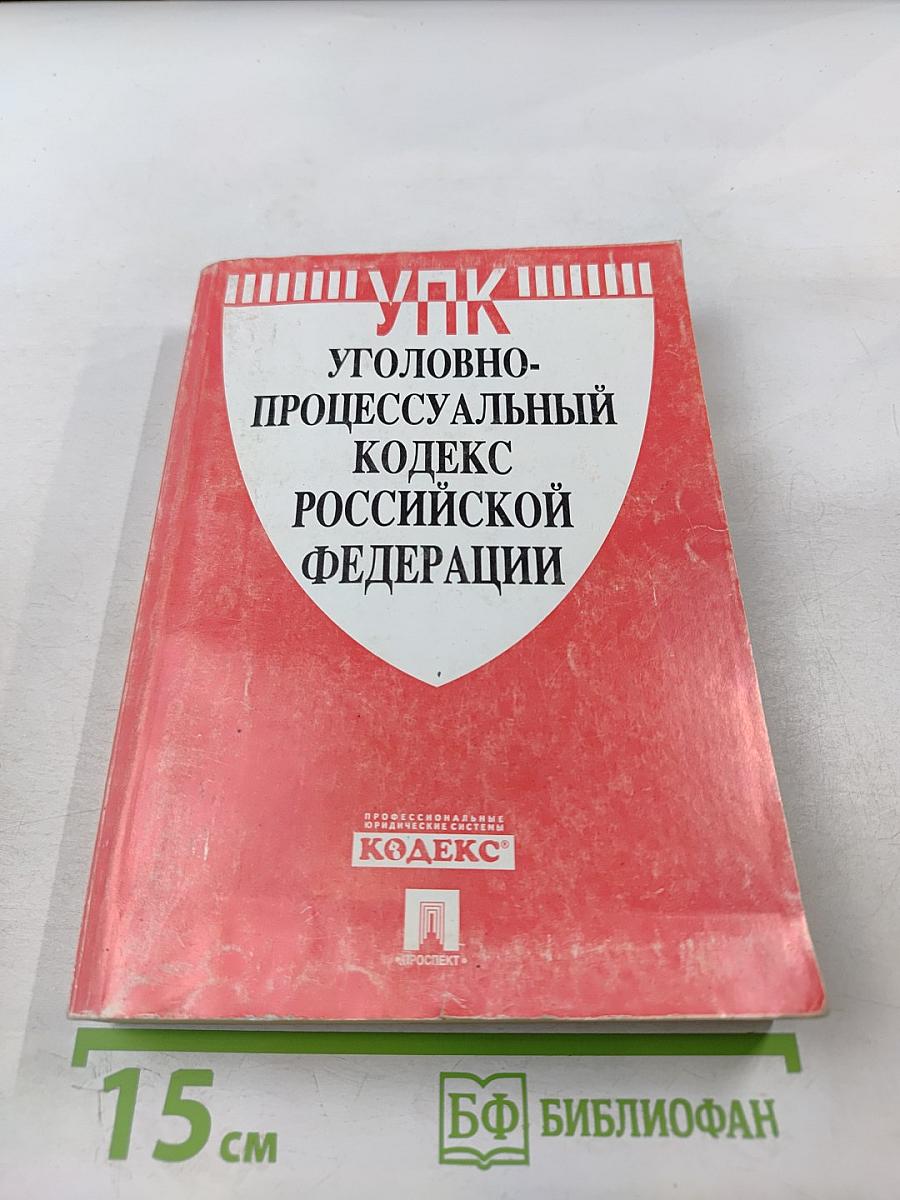 УПК
УГОЛОВНО-
ПРОЦЕССУАЛЬНЫЙ
КОДЕКС
РОССИЙСКОЙ
ФЕДЕРАЦИИ
ПРОФЕССИОНАЛЬНЫЕ
ЮРИДИЧЕСКИЕ СИСТЕМЫ
КОДЕКС®
•ПРОСПЕКТ•
15 см
БФ БИБЛИОФАН